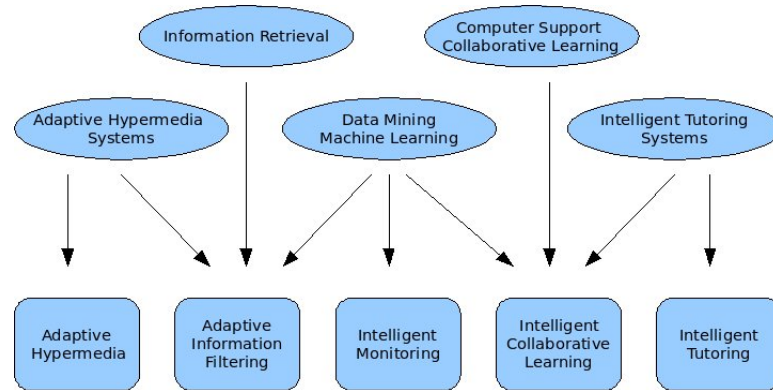 Information Retrieval
Computer Support
Collaborative Learning
Adaptive Hypermedia
Systems
Data Mining
Machine Learning
Intelligent Tutoring
Systems
Adaptive
Hypermedia
Adaptive
Information
Filtering
Intelligent
Monitoring
Intelligent
Collaborative
Learning
Intelligent
Tutoring